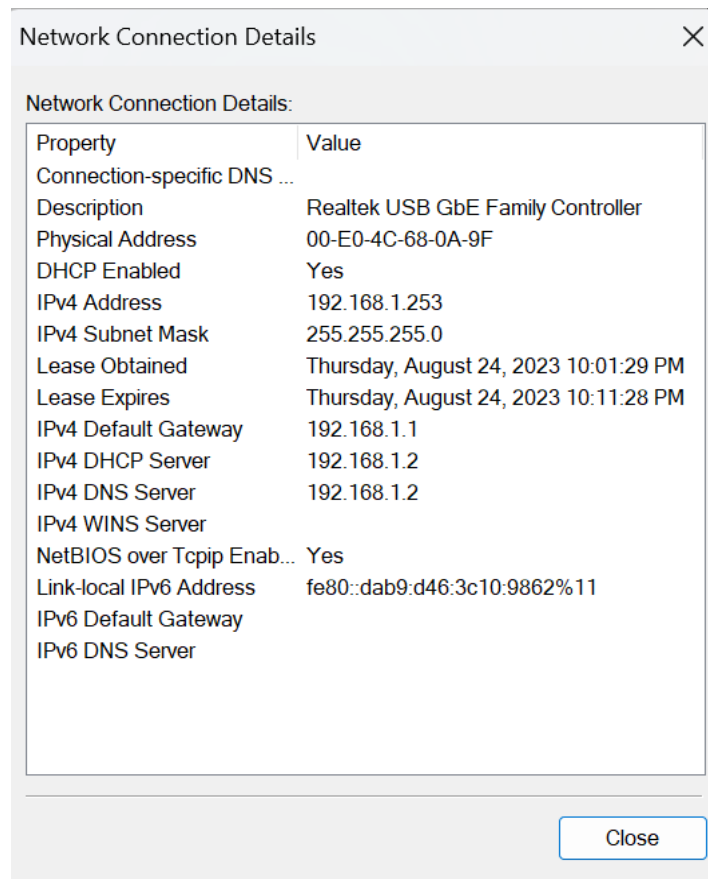 Network Connection Details
Network Connection Details:
Property Value
Connection-specific DNS ...
Description Realtek USB GbE Family Controller
Physical Address 00-E0-4C-68-0A-9F
DHCP Enabled Yes
IPv4 Address 192.168.1.253
IPv4 Subnet Mask 255.255.255.0
Lease Obtained Thursday, August 24, 2023 10:01:29 PM
Lease Expires Thursday, August 24, 2023 10:11:28 PM
IPv4 Default Gateway 192.168.1.1
IPv4 DHCP Server 192.168.1.2
IPv4 DNS Server 192.168.1.2
IPv4 WINS Server
NetBIOS over Tcpip Enab... Yes
Link-local IPv6 Address fe80::dab9:d46:3c10:9862%11
IPv6 Default Gateway
IPv6 DNS Server
Close